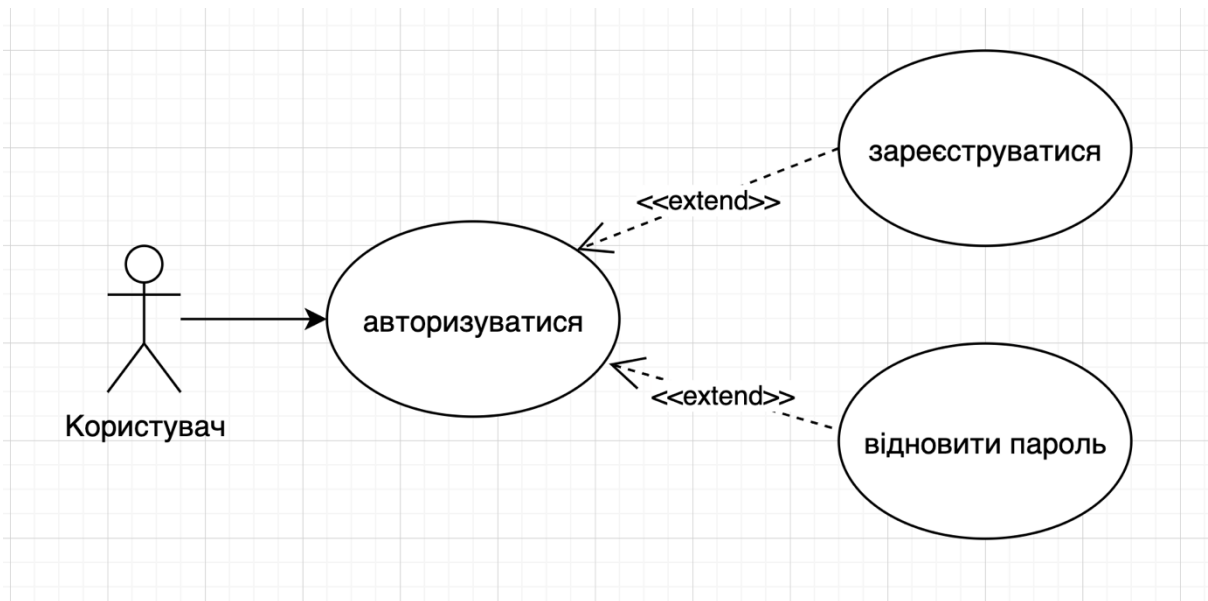 зареєструватися
<<extend>>
авторизуватися
<<extend>>
Користувач
відновити пароль